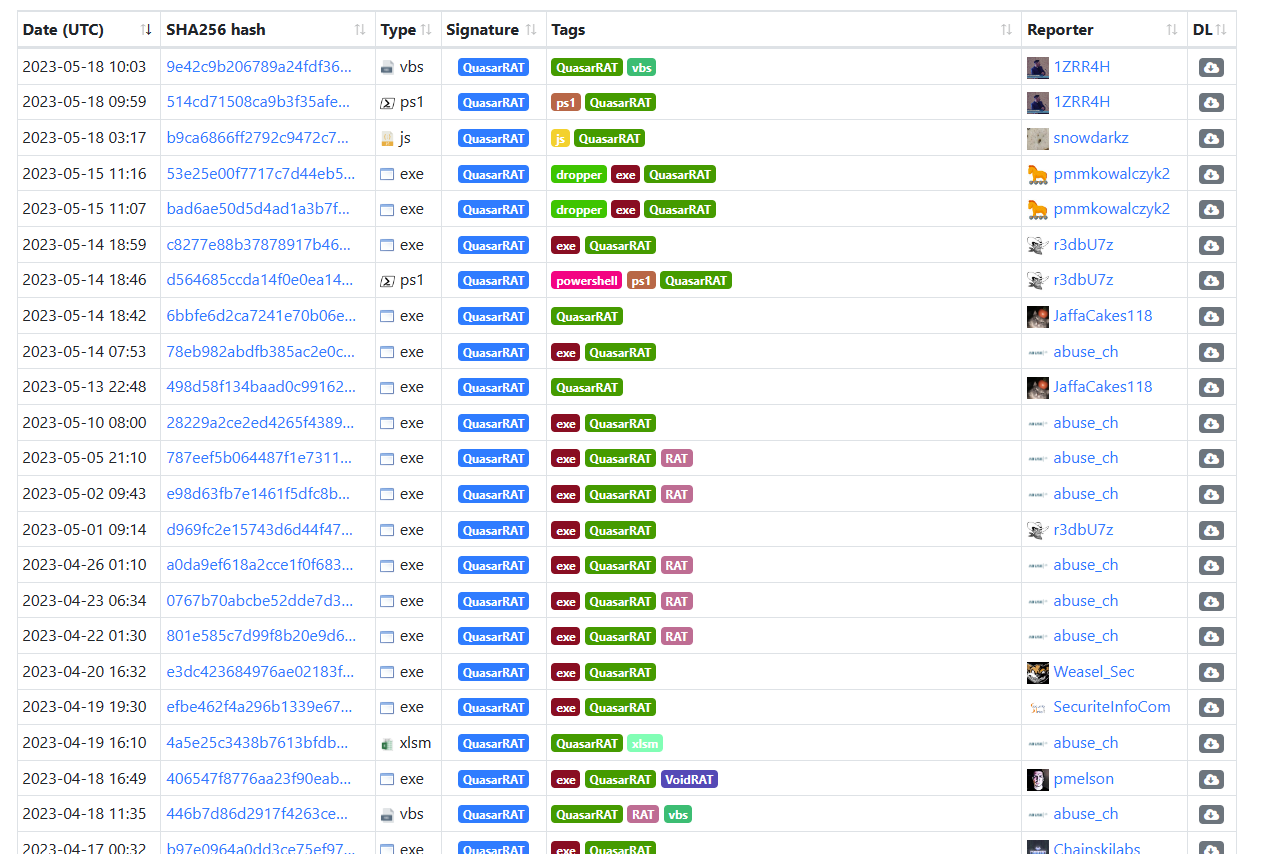 Date (UTC) SHA256 hash Type Signature Tags Reporter DL
2023-05-18 10:03 9e42c9b206789a24fdf36... vbs QuasarRAT QuasarRAT vbs 1ZRR4H
2023-05-18 09:59 514cd71508ca9b3f35afe... ps1 QuasarRAT ps1 QuasarRAT 1ZRR4H
2023-05-18 03:17 b9ca6866ff2792c9472c7... js QuasarRAT js QuasarRAT snowdarkz
2023-05-15 11:16 53e25e00f7717c7d44eb5... exe QuasarRAT dropper exe QuasarRAT pmmkowalczyk2
2023-05-15 11:07 bad6ae50d5d4ad1a3b7f... exe QuasarRAT dropper exe QuasarRAT pmmkowalczyk2
2023-05-14 18:59 c8277e88b37878917b46... exe QuasarRAT exe QuasarRAT r3dbU7z
2023-05-14 18:46 d564685ccda14f0e0ea14... ps1 QuasarRAT powershell ps1 QuasarRAT r3dbU7z
2023-05-14 18:42 6bbfe6d2ca7241e70b06e... exe QuasarRAT QuasarRAT JaffaCakes118
2023-05-14 07:53 78eb982abdfb385ac2e0c... exe QuasarRAT exe QuasarRAT abuse_ch
2023-05-13 22:48 498d58f134baad0c99162... exe QuasarRAT QuasarRAT JaffaCakes118
2023-05-10 08:00 28229a2ce2ed4265f4389... exe QuasarRAT exe QuasarRAT abuse_ch
2023-05-05 21:10 787eef5b064487f1e7311... exe QuasarRAT exe QuasarRAT RAT abuse_ch
2023-05-02 09:43 e98d63fb7e1461f5dfc8b... exe QuasarRAT exe QuasarRAT RAT abuse_ch
2023-05-01 09:14 d969fc2e15743d6d44f47... exe QuasarRAT exe QuasarRAT r3dbU7z
2023-04-26 01:10 a0da9ef618a2cce1f0f683... exe QuasarRAT exe QuasarRAT RAT abuse_ch
2023-04-23 06:34 0767b70abcbe52dde7d3... exe QuasarRAT exe QuasarRAT RAT abuse_ch
2023-04-22 01:30 801e585c7d99f8b20e9d6... exe QuasarRAT exe QuasarRAT RAT abuse_ch
2023-04-20 16:32 e3dc423684976ae02183f... exe QuasarRAT exe QuasarRAT Weasel_Sec
2023-04-19 19:30 efbe462f4a296b1339e67... exe QuasarRAT exe QuasarRAT SecuriteInfoCom
2023-04-19 16:10 4a5e25c3438b7613bfdb... xlsm QuasarRAT QuasarRAT xlsm abuse_ch
2023-04-18 16:49 406547f8776aa23f90eab... exe QuasarRAT exe QuasarRAT VoidRAT pmelson
2023-04-18 11:35 446b7d86d2917f4263ce... vbs QuasarRAT QuasarRAT RAT vbs abuse_ch
2023-04-17 00:32 b97e0964a0dd3ce75ef97... exe QuasarRAT exe QuasarRAT Chainskilabs